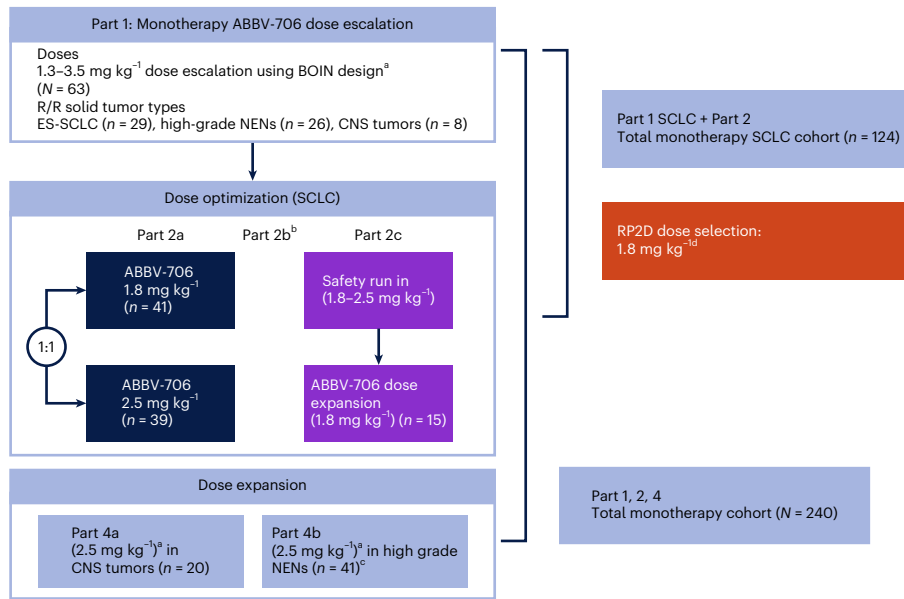 Part 1: Monotherapy ABBV-706 dose escalation
Doses
1.3–3.5 mg kg⁻¹ dose escalation using BOIN designᵃ
(N = 63)
R/R solid tumor types
ES-SCLC (n = 29), high-grade NENs (n = 26), CNS tumors (n = 8)
Part 1 SCLC + Part 2
Total monotherapy SCLC cohort (n = 124)
Dose optimization (SCLC)
Part 2a
Part 2bᵇ
Part 2c
RP2D dose selection:
1.8 mg kg⁻¹ᵈ
ABBV-706
1.8 mg kg⁻¹
(n = 41)
Safety run in
(1.8–2.5 mg kg⁻¹)
1:1
ABBV-706
2.5 mg kg⁻¹
(n = 39)
ABBV-706 dose
expansion
(1.8 mg kg⁻¹) (n = 15)
Dose expansion
Part 4a
(2.5 mg kg⁻¹)ᵃ in
CNS tumors (n = 20)
Part 4b
(2.5 mg kg⁻¹)ᵃ in high grade
NENs (n = 41)ᶜ
Part 1, 2, 4
Total monotherapy cohort (N = 240)